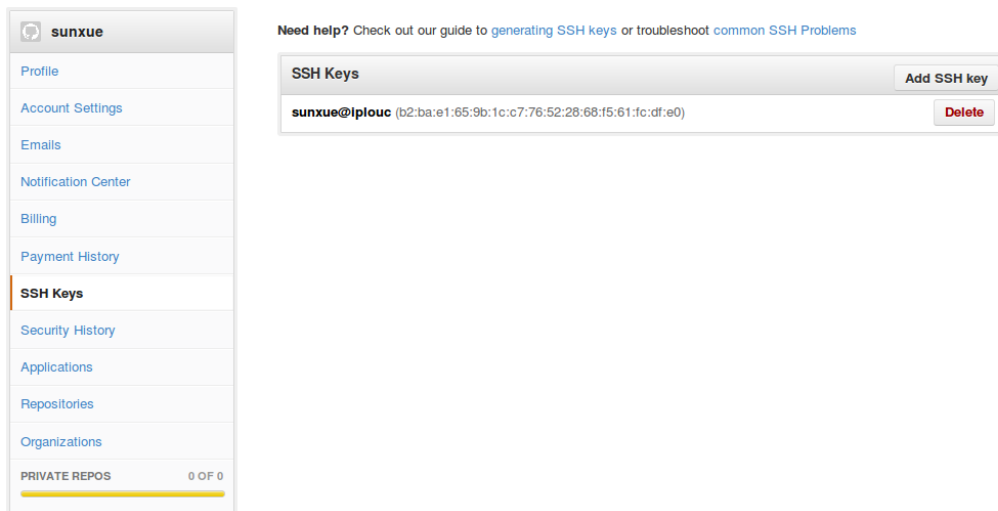 sunxue
Profile
Account Settings
Emails
Notification Center
Billing
Payment History
SSH Keys
Security History
Applications
Repositories
Organizations
PRIVATE REPOS 0 OF 0
Need help? Check out our guide to generating SSH keys or troubleshoot common SSH Problems
SSH Keys Add SSH key
sunxue@iplouc (b2:ba:e1:65:9b:1c:c7:76:52:28:68:f5:61:fc:df:e0) Delete